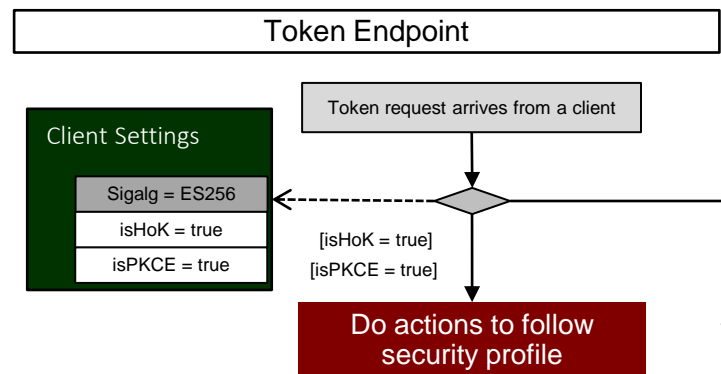 Token Endpoint
Token request arrives from a client
Client Settings
Sigalg = ES256
isHoK = true
isPKCE = true
[isHoK = true]
[isPKCE = true]
Do actions to follow
security profile